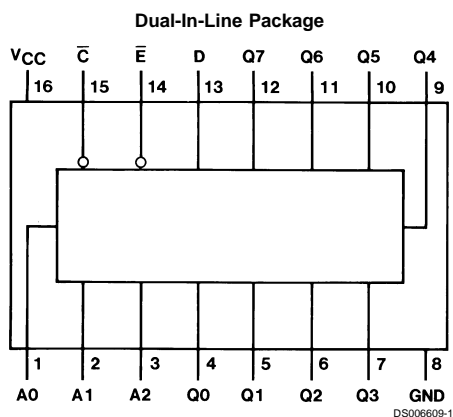 Dual-In-Line Package
VCC C̅ E̅ D Q7 Q6 Q5 Q4
16 15 14 13 12 11 10 9
1 2 3 4 5 6 7 8
A0 A1 A2 Q0 Q1 Q2 Q3 GND
DS006609-1